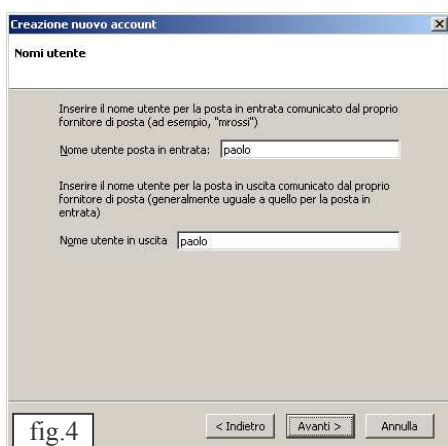 Creazione nuovo account
Nomi utente
Inserire il nome utente per la posta in entrata comunicato dal proprio
fornitore di posta (ad esempio, "mrossi")
Nome utente posta in entrata: paolo
Inserire il nome utente per la posta in uscita comunicato dal proprio
fornitore di posta (generalmente uguale a quello per la posta in
entrata)
Nome utente in uscita paolo
fig.4 < Indietro Avanti > Annulla